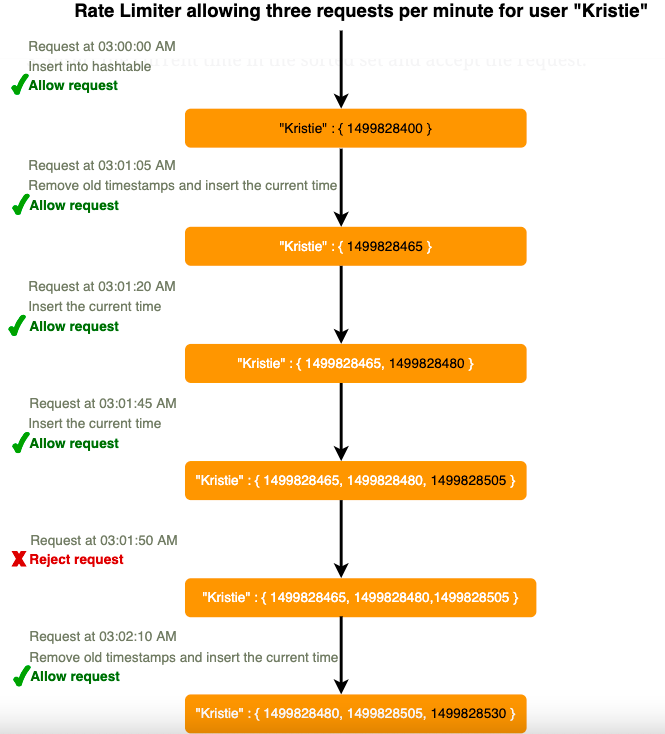 Rate Limiter allowing three requests per minute for user "Kristie"
Request at 03:00:00 AM
Insert into hashtable
current time in the sorted set and accept the request.
Allow request
"Kristie" : { 1499828400 }
Request at 03:01:05 AM
Remove old timestamps and insert the current time
Allow request
"Kristie" : { 1499828465 }
Request at 03:01:20 AM
Insert the current time
Allow request
"Kristie" : { 1499828465, 1499828480 }
Request at 03:01:45 AM
Insert the current time
Allow request
"Kristie" : { 1499828465, 1499828480, 1499828505 }
Request at 03:01:50 AM
X Reject request
"Kristie" : { 1499828465, 1499828480,1499828505 }
Request at 03:02:10 AM
Remove old timestamps and insert the current time
Allow request
"Kristie" : { 1499828480, 1499828505, 1499828530 }